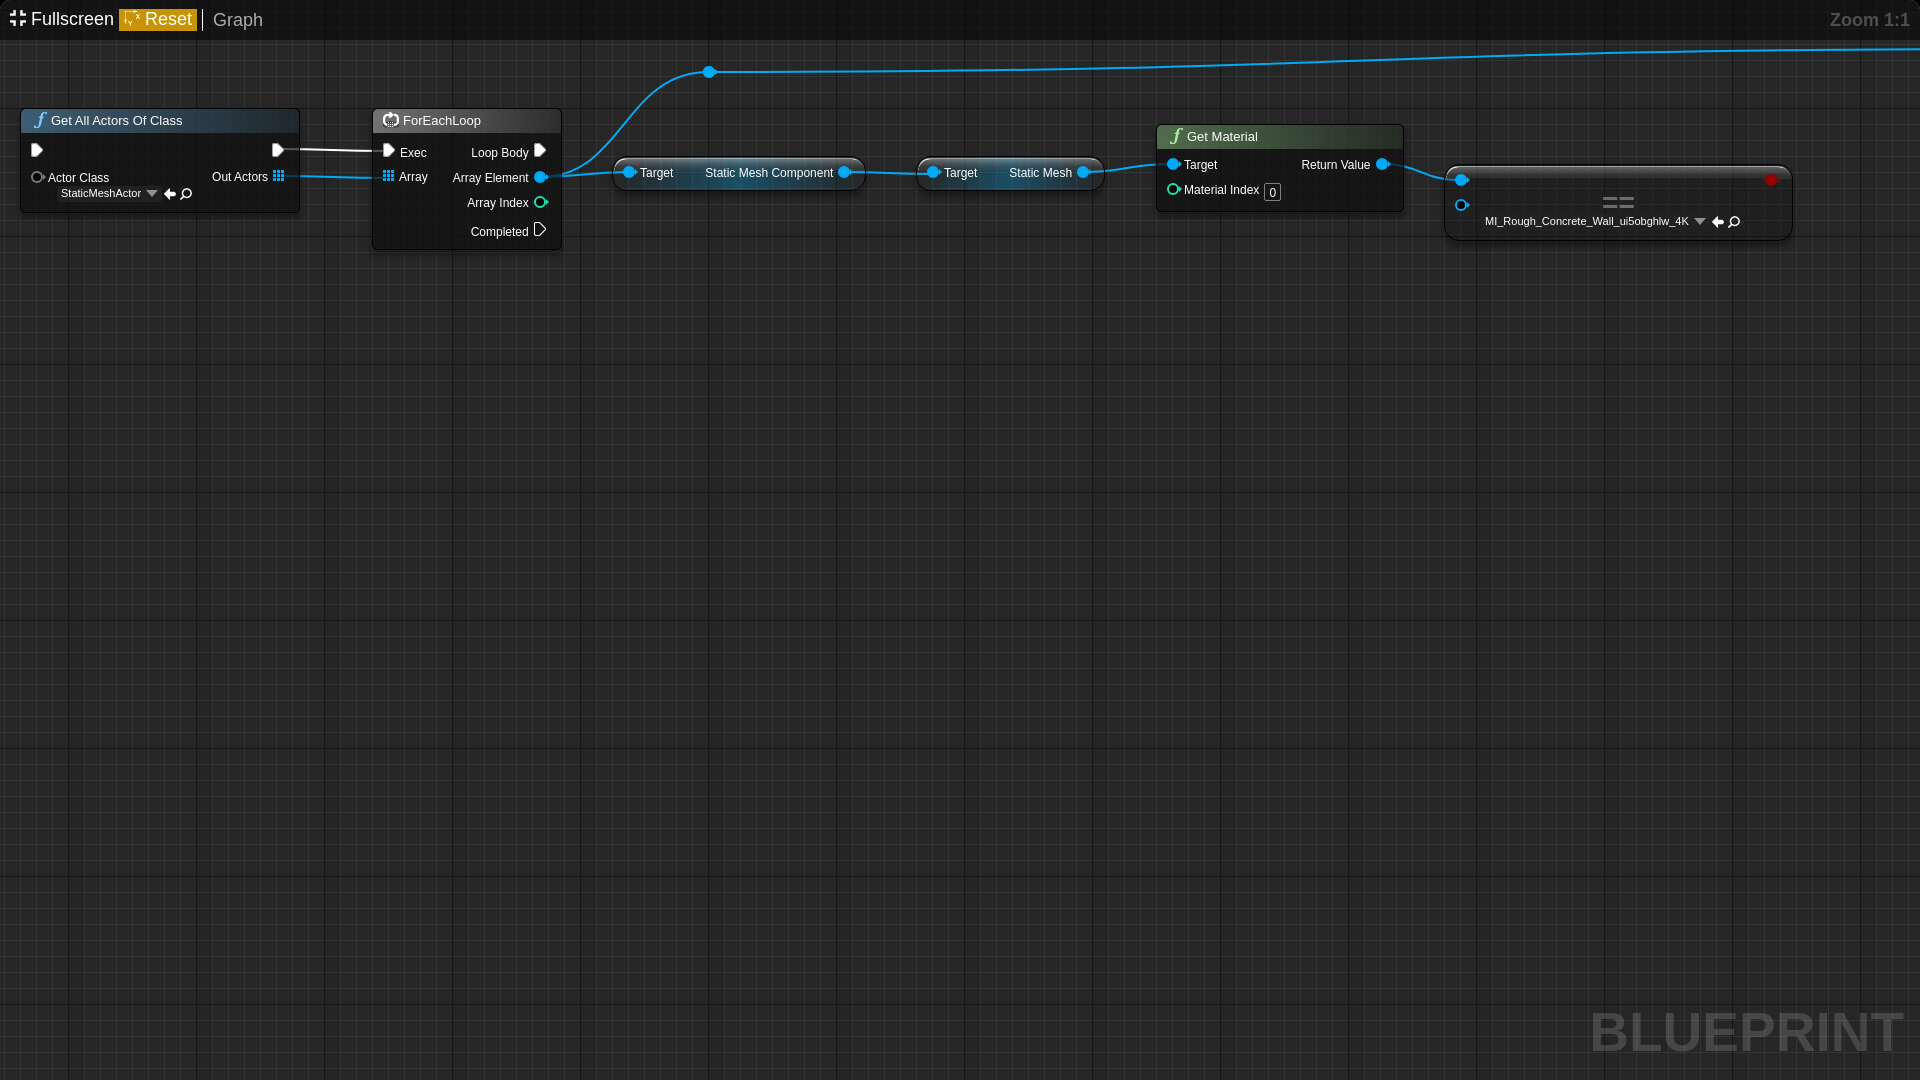 Fullscreen Reset Graph
Zoom 1:1
Get All Actors Of Class
Actor Class
StaticMeshActor
Out Actors
ForEachLoop
Exec
Loop Body
Array
Array Element
Array Index
Completed
Target
Static Mesh Component
Target
Static Mesh
Get Material
Target
Return Value
Material Index 0
==
MI_Rough_Concrete_Wall_ui5obghlw_4K
BLUEPRINT